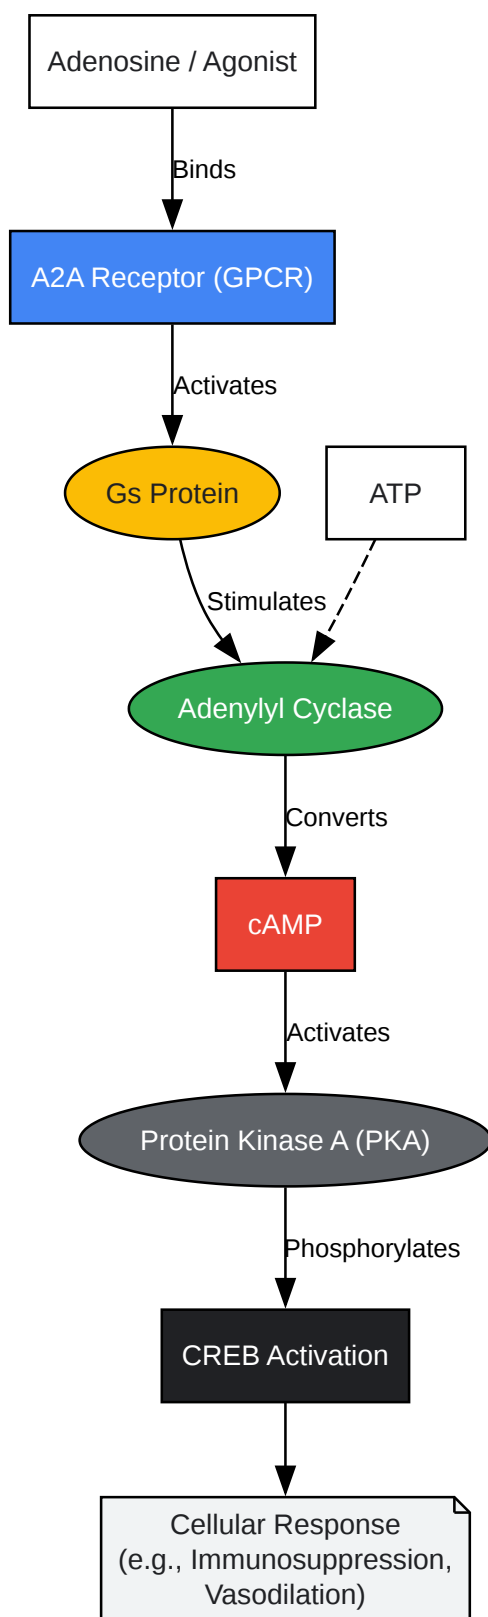 Adenosine / Agonist
Binds
A2A Receptor (GPCR)
Activates
Gs Protein
ATP
Stimulates
Adenylyl Cyclase
Converts
cAMP
Activates
Protein Kinase A (PKA)
Phosphorylates
CREB Activation
Cellular Response
(e.g., Immunosuppression,
Vasodilation)